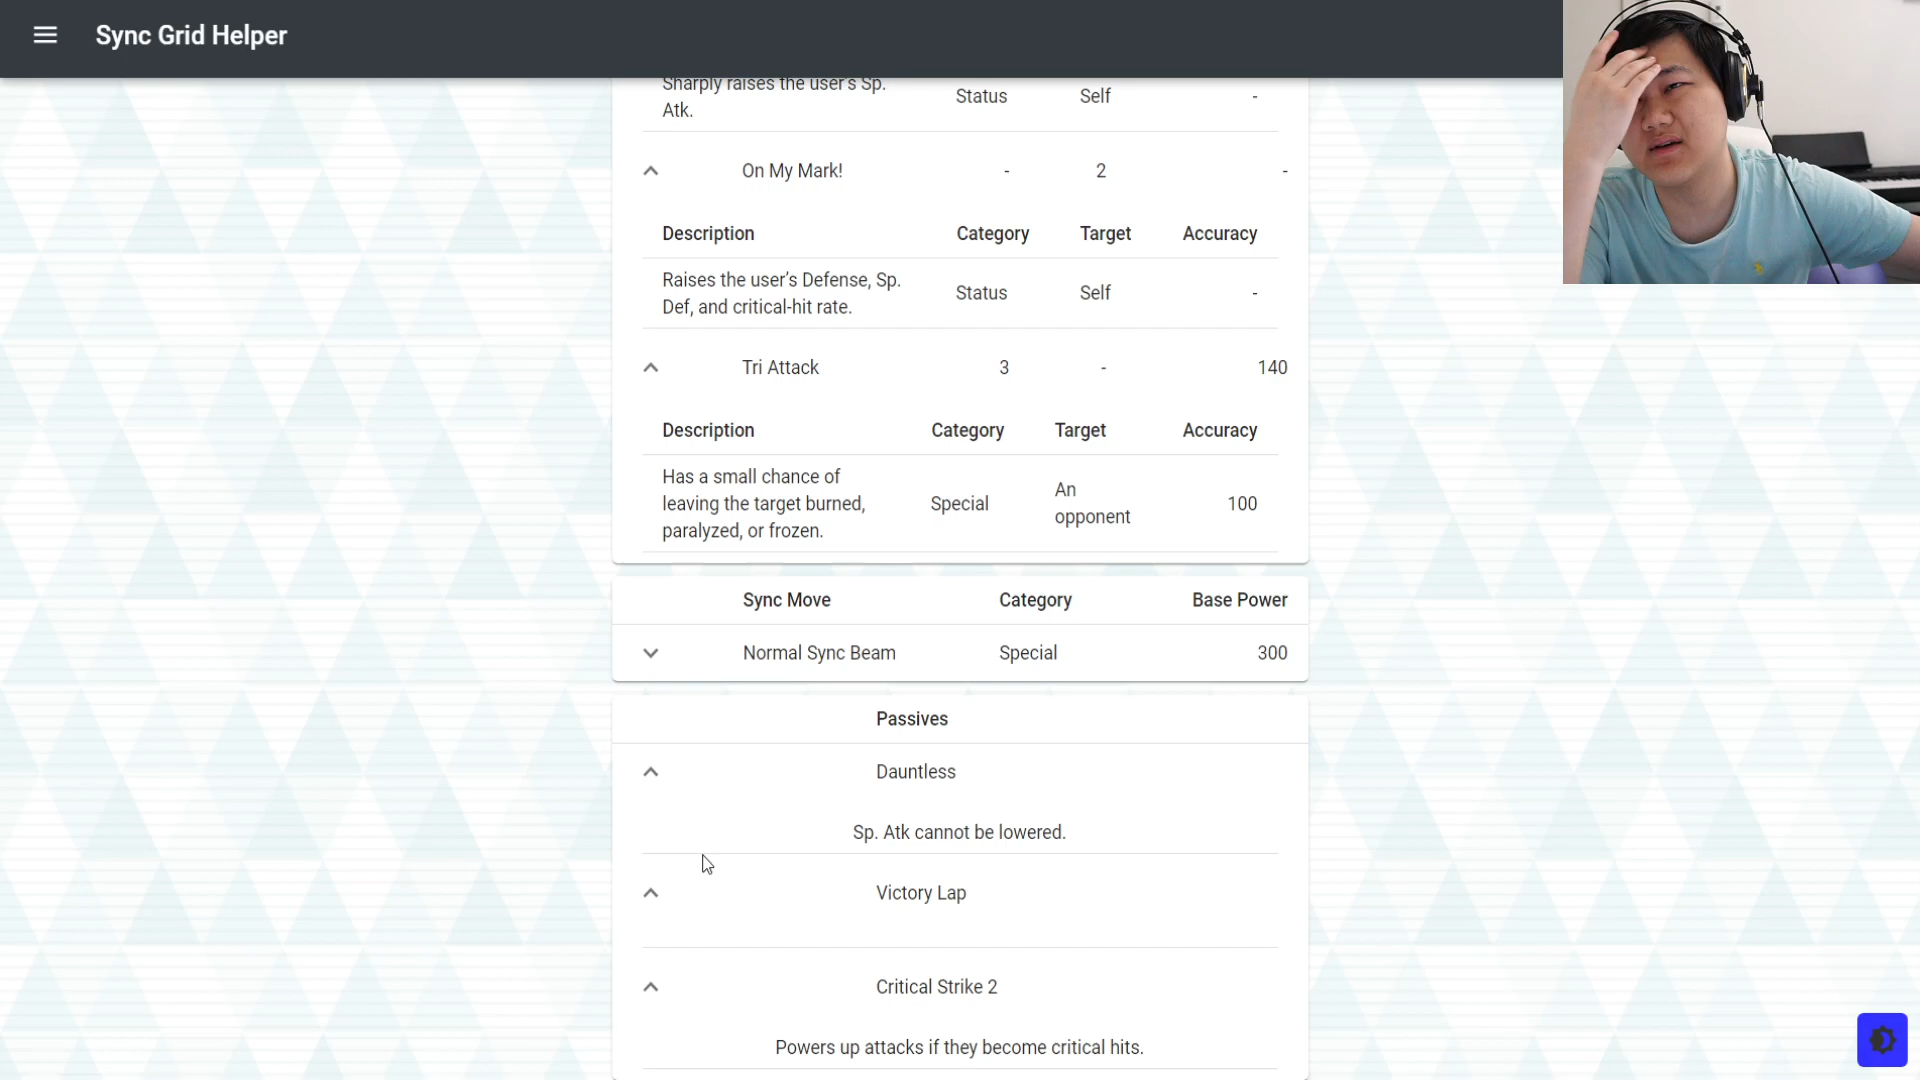 Sync Grid Helper
Sharply raises the user's Sp.
Atk.
Status
Self
-
On My Mark!
-
2
-
Description
Category
Target
Accuracy
Raises the user’s Defense, Sp.
Def, and critical-hit rate.
Status
Self
-
Tri Attack
3
-
140
Description
Category
Target
Accuracy
Has a small chance of
leaving the target burned,
paralyzed, or frozen.
Special
An
opponent
100
Sync Move
Category
Base Power
Normal Sync Beam
Special
300
Passives
Dauntless
Sp. Atk cannot be lowered.
Victory Lap
Critical Strike 2
Powers up attacks if they become critical hits.